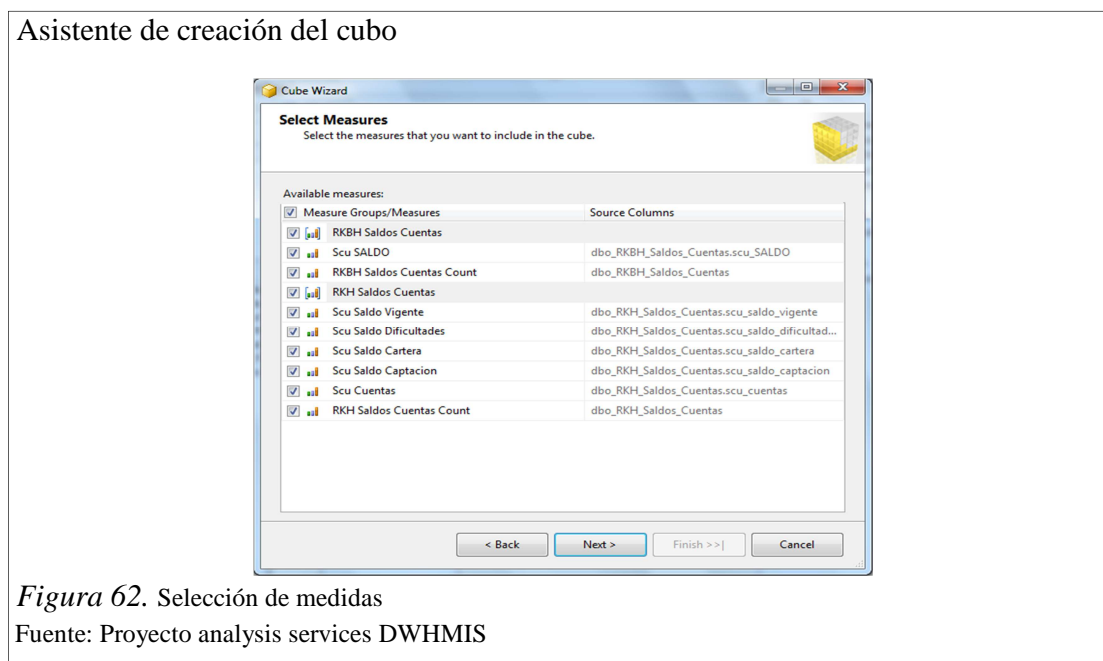 Asistente de creación del cubo
Cube Wizard
Select Measures
Select the measures that you want to include in the cube.
Available measures:
Measure Groups/Measures Source Columns
RKBH Saldos Cuentas
Scu SALDO dbo_RKBH_Saldos_Cuentas.scu_SALDO
RKBH Saldos Cuentas Count dbo_RKBH_Saldos_Cuentas
RKH Saldos Cuentas
Scu Saldo Vigente dbo_RKH_Saldos_Cuentas.scu_saldo_vigente
Scu Saldo Dificultades dbo_RKH_Saldos_Cuentas.scu_saldo_dificultad...
Scu Saldo Cartera dbo_RKH_Saldos_Cuentas.scu_saldo_cartera
Scu Saldo Captacion dbo_RKH_Saldos_Cuentas.scu_saldo_captacion
Scu Cuentas dbo_RKH_Saldos_Cuentas.scu_cuentas
RKH Saldos Cuentas Count dbo_RKH_Saldos_Cuentas
< Back Next > Finish >>| Cancel
Figura 62. Selección de medidas
Fuente: Proyecto analysis services DWHMIS